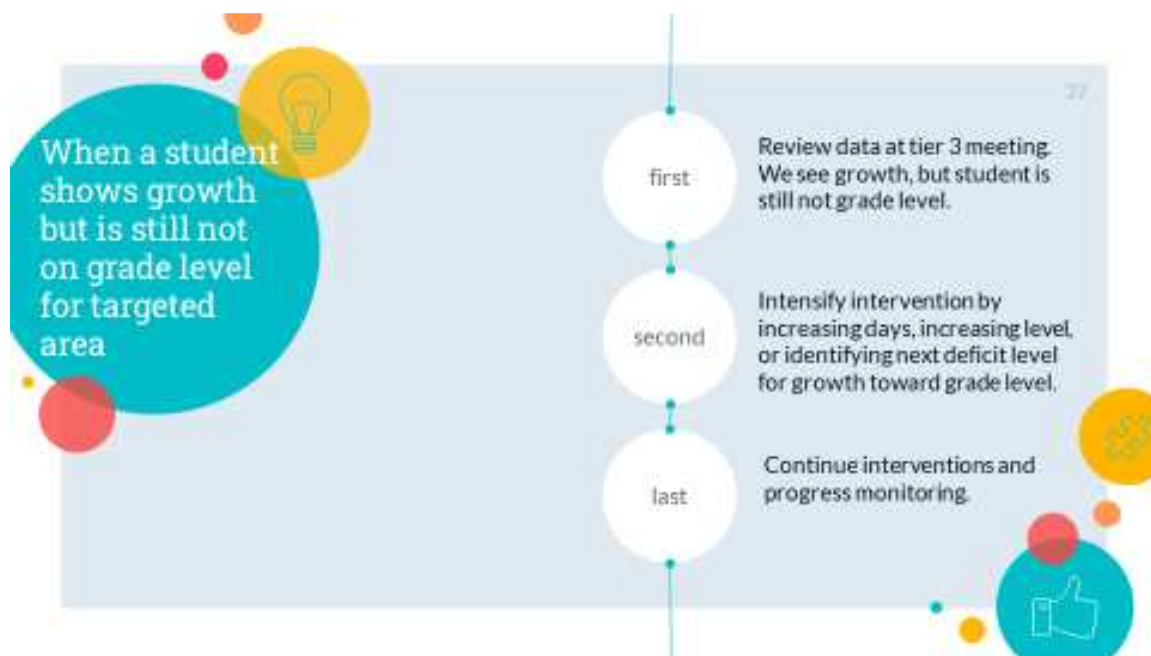 27
When a student
shows growth
but is still not
on grade level
for targeted
area
first
Review data at tier 3 meeting.
We see growth, but student is
still not grade level.
second
Intensify intervention by
increasing days, increasing level,
or identifying next deficit level
for growth toward grade level.
last
Continue interventions and
progress monitoring.